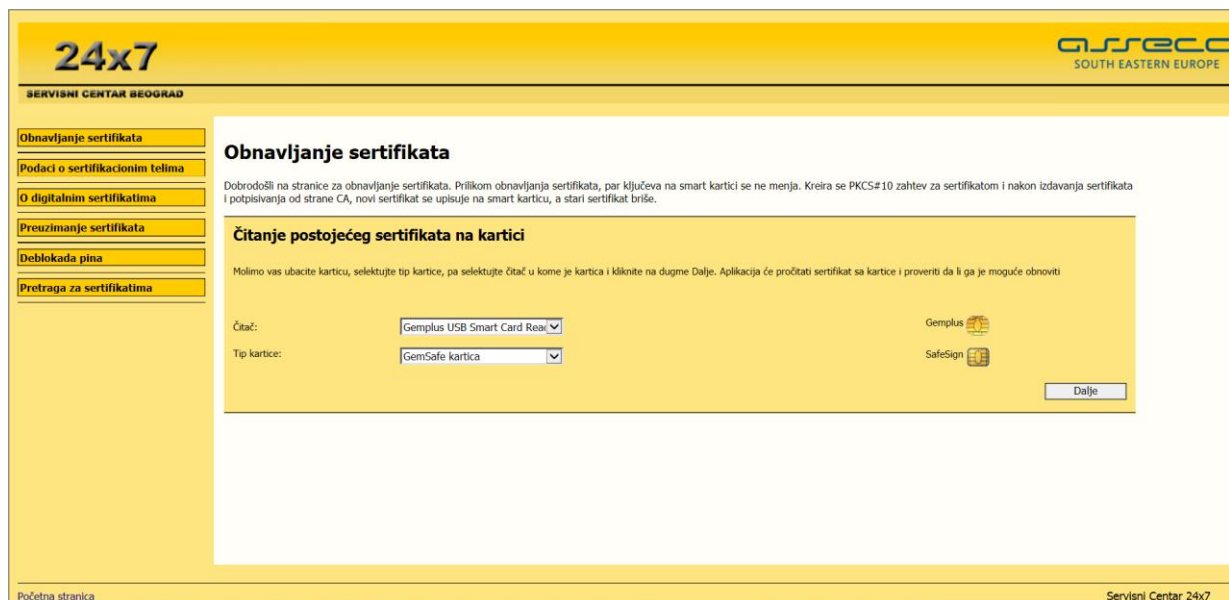 24x7
SERVISNI CENTAR BEOGRAD
asseco
SOUTH EASTERN EUROPE
Obnavljanje sertifikata
Podaci o sertifikacionim telima
O digitalnim sertifikatima
Preuzimanje sertifikata
Deblokada pina
Pretraga za sertifikatima
Obnavljanje sertifikata
Dobrodošli na stranice za obnavljanje sertifikata. Prilikom obnavljanja sertifikata, par ključeva na smart kartici se ne menja. Kreira se PKCS#10 zahtev za sertifikatom i nakon izdavanja sertifikata
i potpisivanja od strane CA, novi sertifikat se upisuje na smart karticu, a stari sertifikat briše.
Čitanje postojećeg sertifikata na kartici
Molimo vas ubacite karticu, selektujte tip kartice, pa selektujte čitač u kome je kartica i kliknite na dugme Dalje. Aplikacija će pročitati sertifikat sa kartice i proveriti da li ga je moguće obnoviti
Čitač:
Gemplus USB Smart Card Read
Gemplus
Tip kartice:
GemSafe kartica
SafeSign
Dalje
Početna stranica
Servisni Centar 24x7